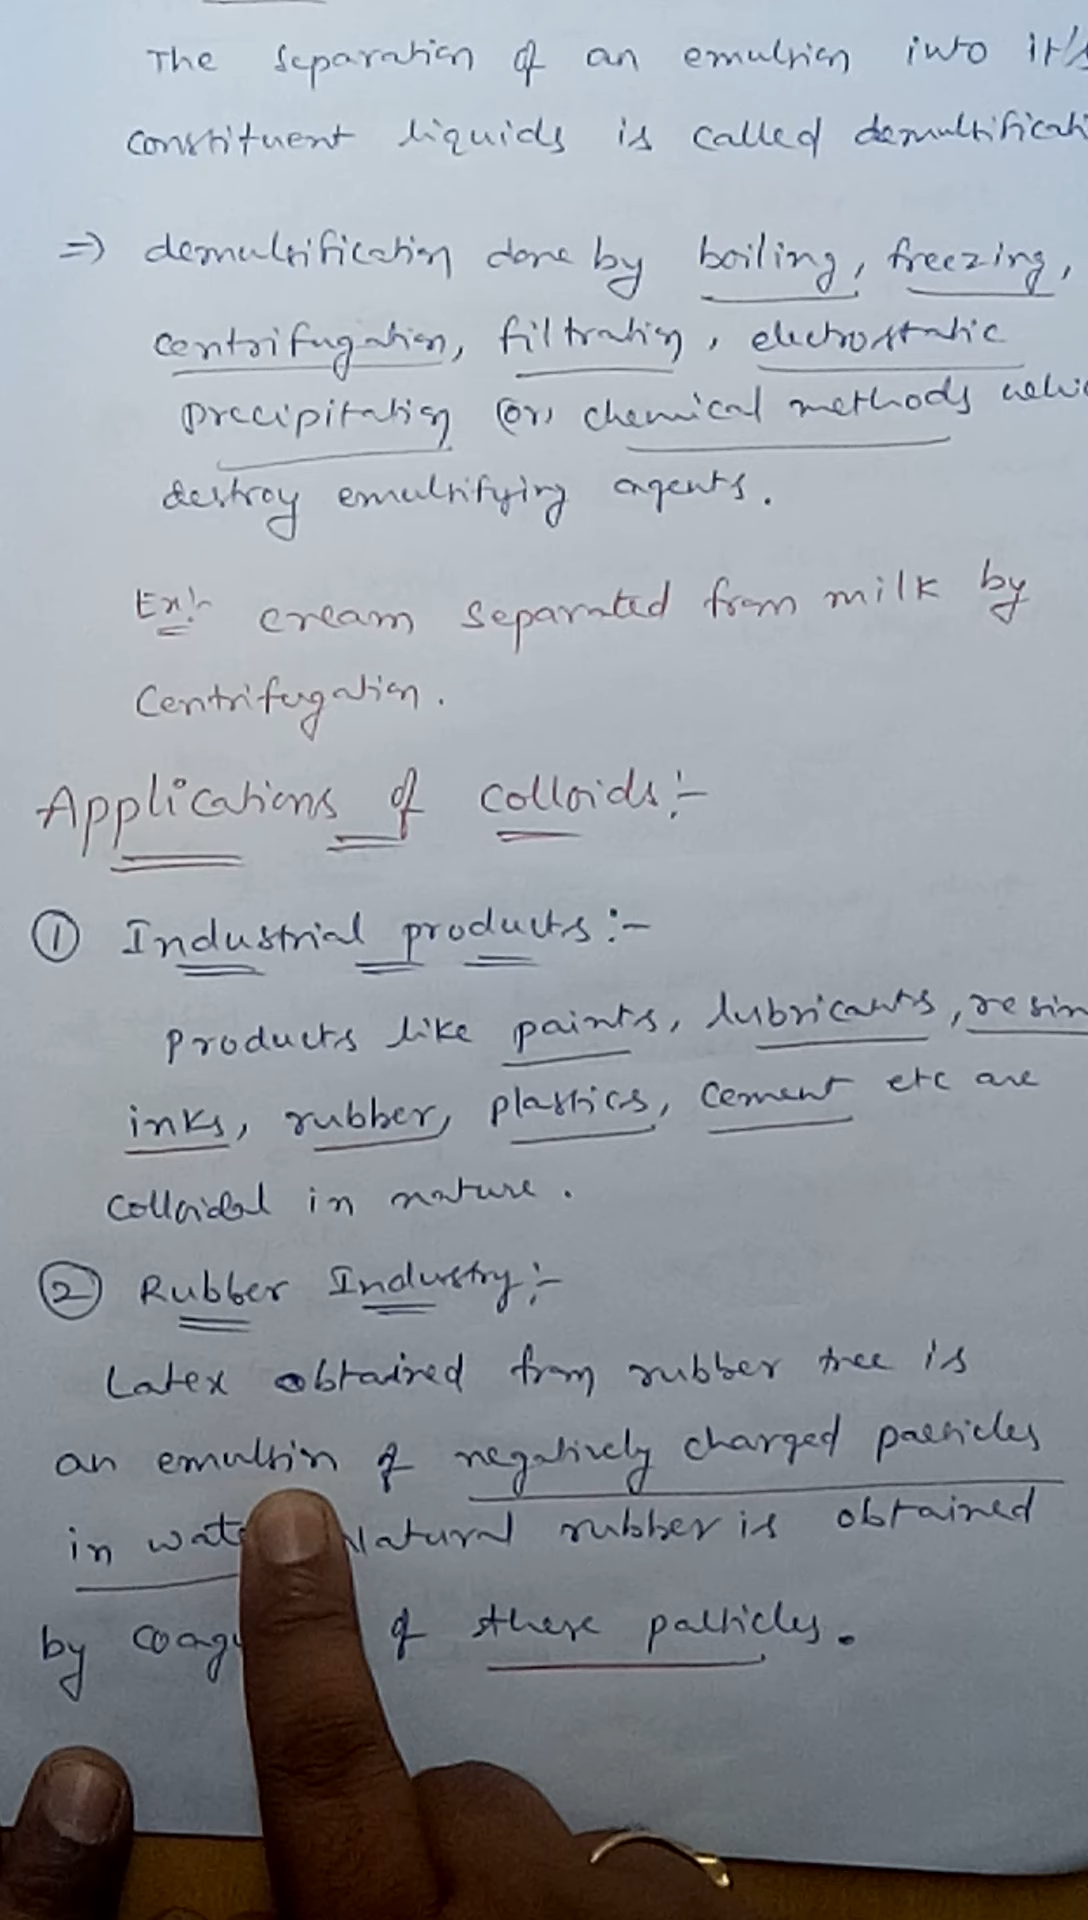 The separation of an emulsion into it's
constituent liquids is called demulsificati
=> demulsification done by boiling, freezing,
centrifugation, filtration, electrostatic
precipitation (or) chemical methods whi
destroy emulsifying agents.
Ex:- cream separated from milk by
Centrifugation.
Applications of colloids:-
① Industrial products:-
Products like paints, lubricants, resin
inks, rubber, plastics, cement etc are
Colloidal in nature.
② Rubber Industry:-
Latex obtained from rubber tree is
an emulsion of negatively charged particles
in Natural rubber is obtained
by of these particles.